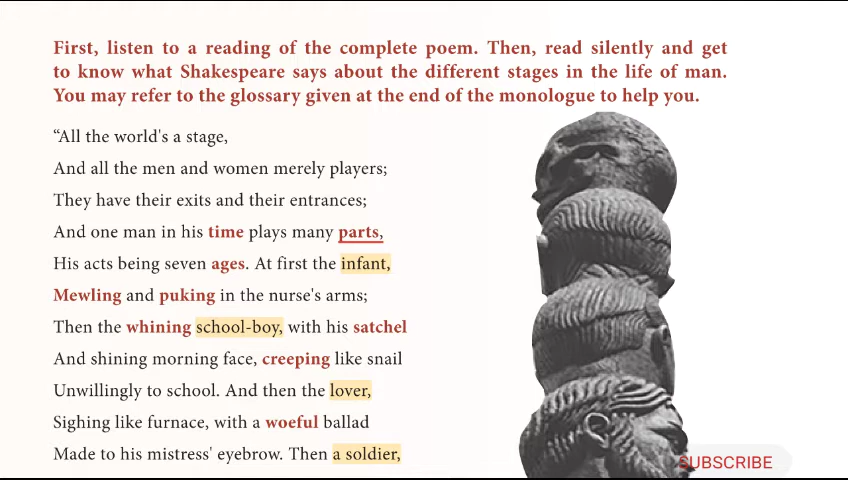 First, listen to a reading of the complete poem. Then, read silently and get
to know what Shakespeare says about the different stages in the life of man.
You may refer to the glossary given at the end of the monologue to help you.
“All the world's a stage,
And all the men and women merely players;
They have their exits and their entrances;
And one man in his time plays many parts,
His acts being seven ages. At first the infant,
Mewling and puking in the nurse's arms;
Then the whining school-boy, with his satchel
And shining morning face, creeping like snail
Unwillingly to school. And then the lover,
Sighing like furnace, with a woeful ballad
Made to his mistress' eyebrow. Then a soldier,
SUBSCRIBE